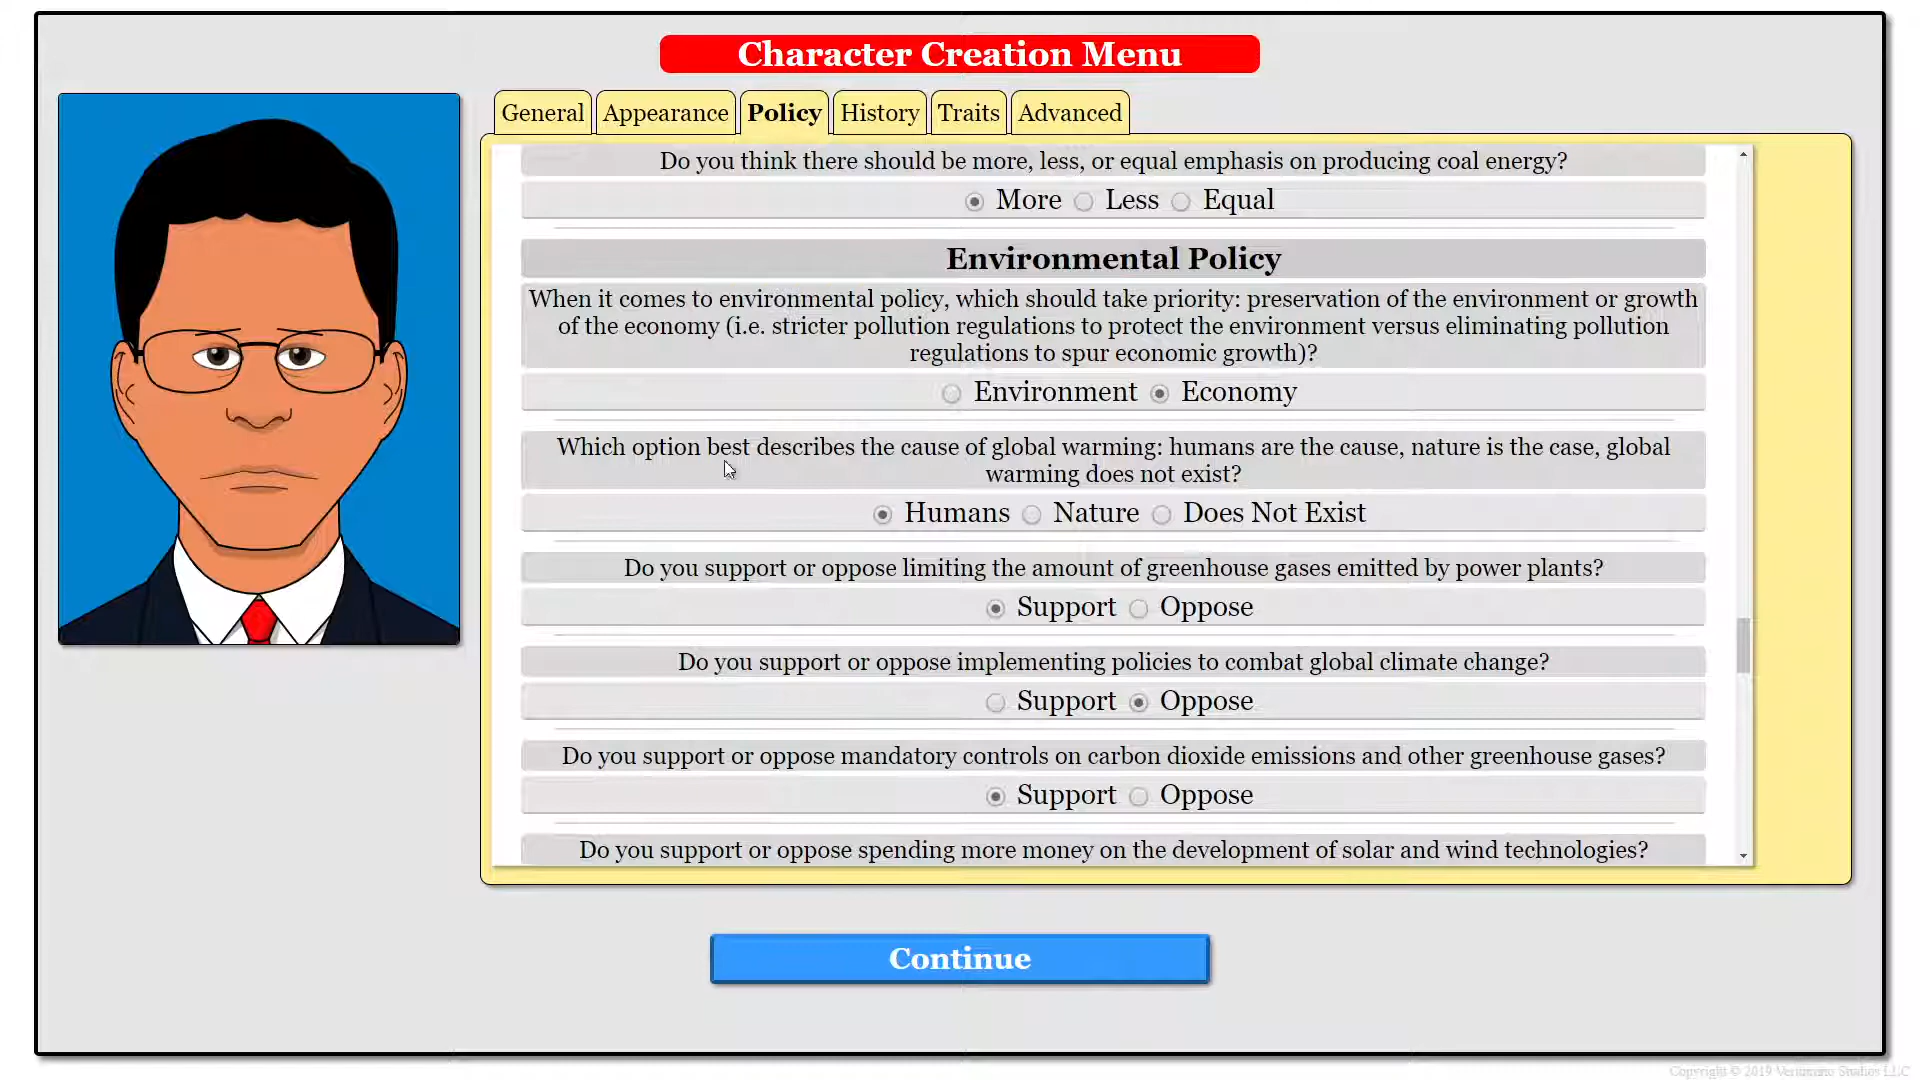 Character Creation Menu
General Appearance Policy History Traits Advanced
Do you think there should be more, less, or equal emphasis on producing coal energy?
More Less Equal
Environmental Policy
When it comes to environmental policy, which should take priority: preservation of the environment or growth
of the economy (i.e. stricter pollution regulations to protect the environment versus eliminating pollution
regulations to spur economic growth)?
Environment Economy
Which option best describes the cause of global warming: humans are the cause, nature is the case, global
warming does not exist?
Humans Nature Does Not Exist
Do you support or oppose limiting the amount of greenhouse gases emitted by power plants?
Support Oppose
Do you support or oppose implementing policies to combat global climate change?
Support Oppose
Do you support or oppose mandatory controls on carbon dioxide emissions and other greenhouse gases?
Support Oppose
Do you support or oppose spending more money on the development of solar and wind technologies?
Continue
Copyright © 2019 Studios LLC